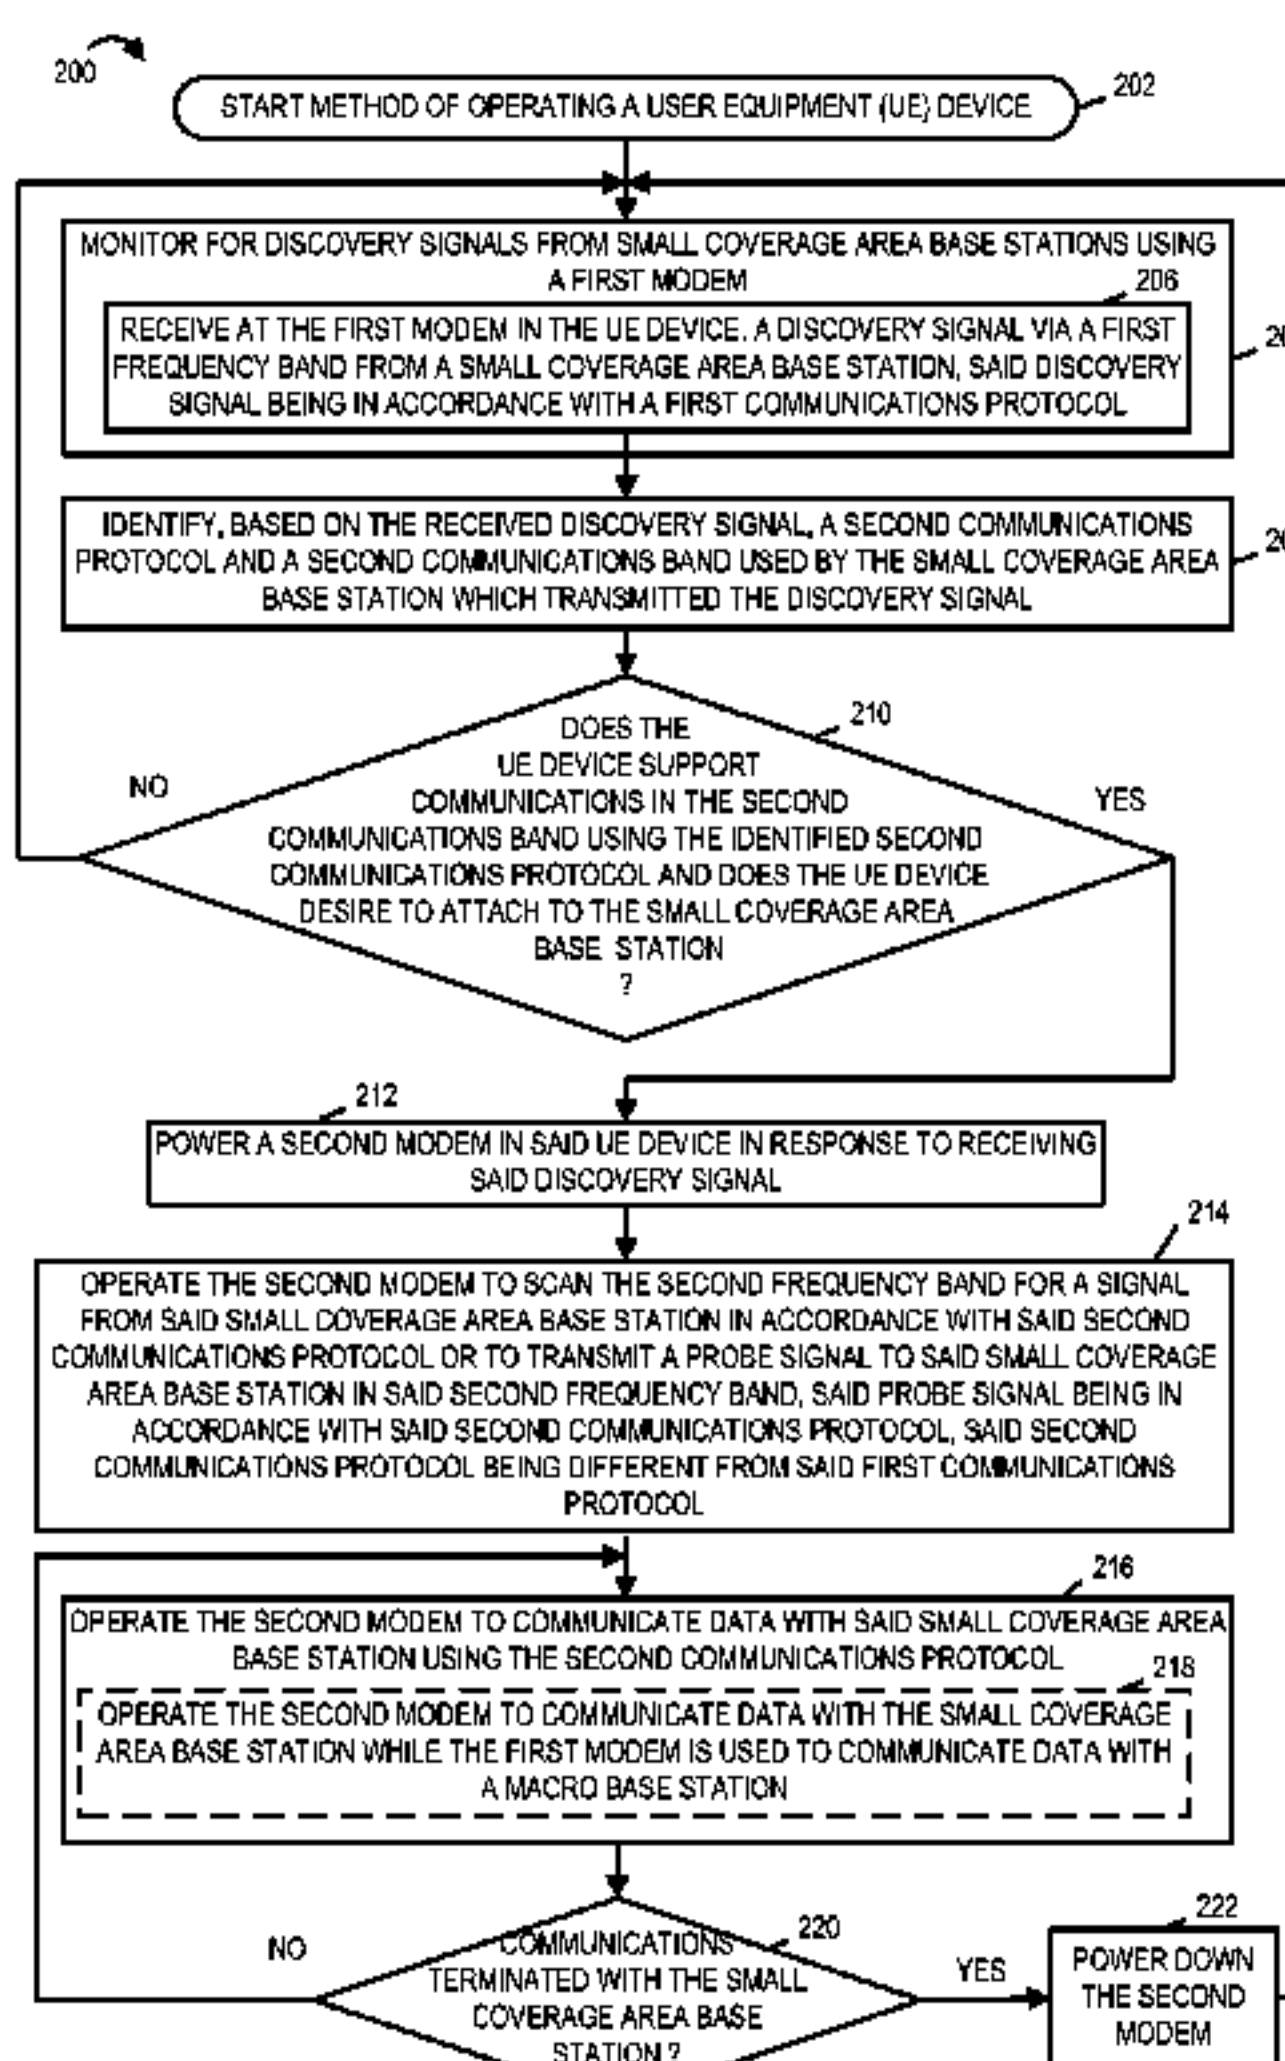 200
START METHOD OF OPERATING A USER EQUIPMENT (UE) DEVICE
202
MONITOR FOR DISCOVERY SIGNALS FROM SMALL COVERAGE AREA BASE STATIONS USING
A FIRST MODEM
206
RECEIVE AT THE FIRST MODEM IN THE UE DEVICE. A DISCOVERY SIGNAL VIA A FIRST
FREQUENCY BAND FROM A SMALL COVERAGE AREA BASE STATION, SAID DISCOVERY
SIGNAL BEING IN ACCORDANCE WITH A FIRST COMMUNICATIONS PROTOCOL
IDENTIFY, BASED ON THE RECEIVED DISCOVERY SIGNAL, A SECOND COMMUNICATIONS
PROTOCOL AND A SECOND COMMUNICATIONS BAND USED BY THE SMALL COVERAGE AREA
BASE STATION WHICH TRANSMITTED THE DISCOVERY SIGNAL
210
DOES THE
UE DEVICE SUPPORT
COMMUNICATIONS IN THE SECOND
COMMUNICATIONS BAND USING THE IDENTIFIED SECOND
COMMUNICATIONS PROTOCOL AND DOES THE UE DEVICE
DESIRE TO ATTACH TO THE SMALL COVERAGE AREA
BASE STATION
?
NO
YES
212
POWER A SECOND MODEM IN SAID UE DEVICE IN RESPONSE TO RECEIVING
SAID DISCOVERY SIGNAL
214
OPERATE THE SECOND MODEM TO SCAN THE SECOND FREQUENCY BAND FOR A SIGNAL
FROM SAID SMALL COVERAGE AREA BASE STATION IN ACCORDANCE WITH SAID SECOND
COMMUNICATIONS PROTOCOL OR TO TRANSMIT A PROBE SIGNAL TO SAID SMALL COVERAGE
AREA BASE STATION IN SAID SECOND FREQUENCY BAND, SAID PROBE SIGNAL BEING IN
ACCORDANCE WITH SAID SECOND COMMUNICATIONS PROTOCOL, SAID SECOND
COMMUNICATIONS PROTOCOL BEING DIFFERENT FROM SAID FIRST COMMUNICATIONS
PROTOCOL
216
OPERATE THE SECOND MODEM TO COMMUNICATE DATA WITH SAID SMALL COVERAGE AREA
BASE STATION USING THE SECOND COMMUNICATIONS PROTOCOL
218
OPERATE THE SECOND MODEM TO COMMUNICATE DATA WITH THE SMALL COVERAGE
AREA BASE STATION WHILE THE FIRST MODEM IS USED TO COMMUNICATE DATA WITH
A MACRO BASE STATION
220
COMMUNICATIONS
TERMINATED WITH THE SMALL
COVERAGE AREA BASE
STATION ?
NO
YES
222
POWER DOWN
THE SECOND
MODEM